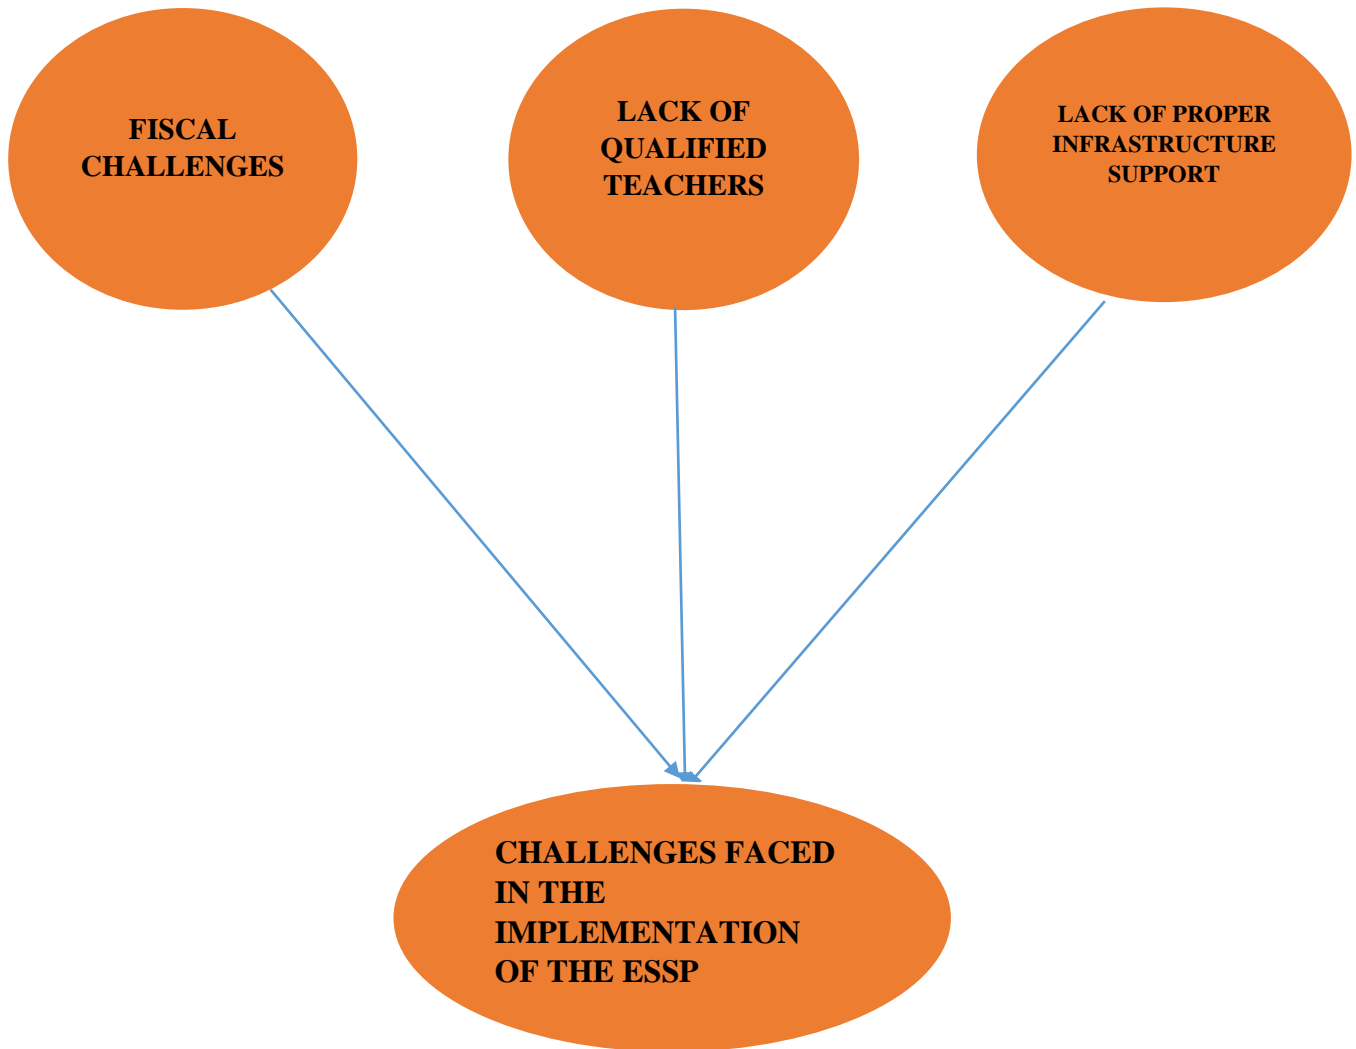 FISCAL
CHALLENGES
LACK OF
QUALIFIED
TEACHERS
LACK OF PROPER
INFRASTRUCTURE
SUPPORT
CHALLENGES FACED
IN THE
IMPLEMENTATION
OF THE ESSP